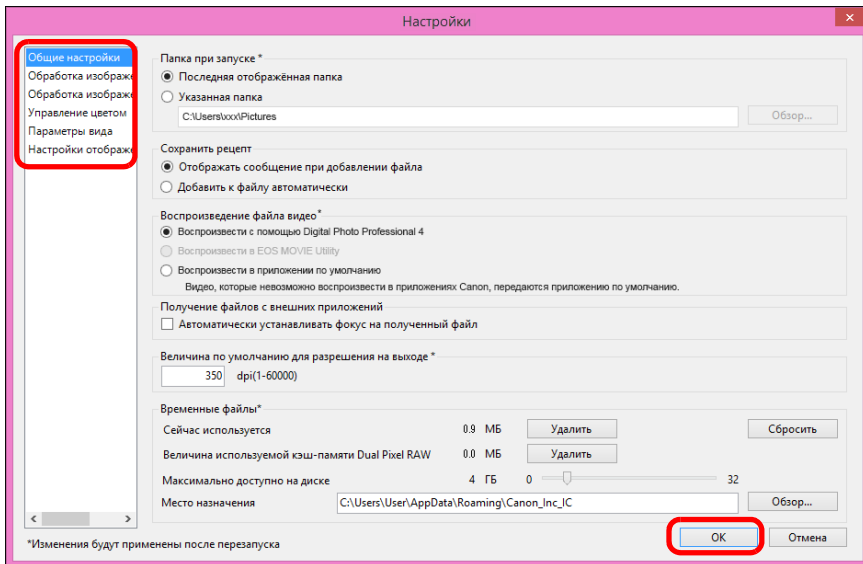 Настройки
Общие настройки
Обработка изображе
Обработка изображе
Управление цветом
Параметры вида
Настройки отображе
Папка при запуске *
Последняя отображённая папка
Указанная папка
C:\Users\xxx\Pictures
Обзор...
Сохранить рецепт
Отображать сообщение при добавлении файла
Добавить к файлу автоматически
Воспроизведение файла видео*
Воспроизвести с помощью Digital Photo Professional 4
Воспроизвести в EOS MOVIE Utility
Воспроизвести в приложении по умолчанию
Видео, которые невозможно воспроизвести в приложениях Canon, передаются приложению по умолчанию.
Получение файлов с внешних приложений
Автоматически устанавливать фокус на полученный файл
Величина по умолчанию для разрешения на выходе *
350 dpi(1-60000)
Временные файлы*
Сейчас используется 0.9 МБ Удалить Сбросить
Величина используемой кэш-памяти Dual Pixel RAW 0.0 МБ Удалить
Максимально доступно на диске 4 ГБ 0 32
Место назначения C:\Users\User\AppData\Roaming\Canon_Inc_IC Обзор...
*Изменения будут применены после перезапуска
OK Отмена